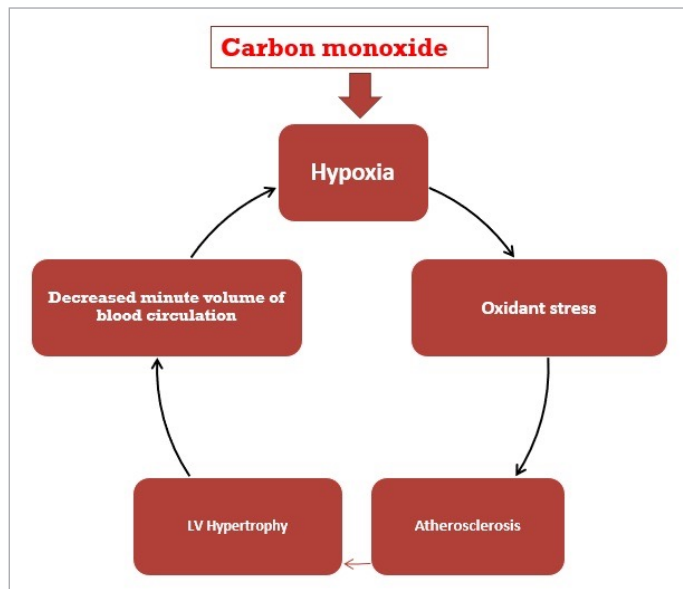 Carbon monoxide
Hypoxia
Decreased minute volume of
blood circulation
Oxidant stress
LV Hypertrophy
Atherosclerosis